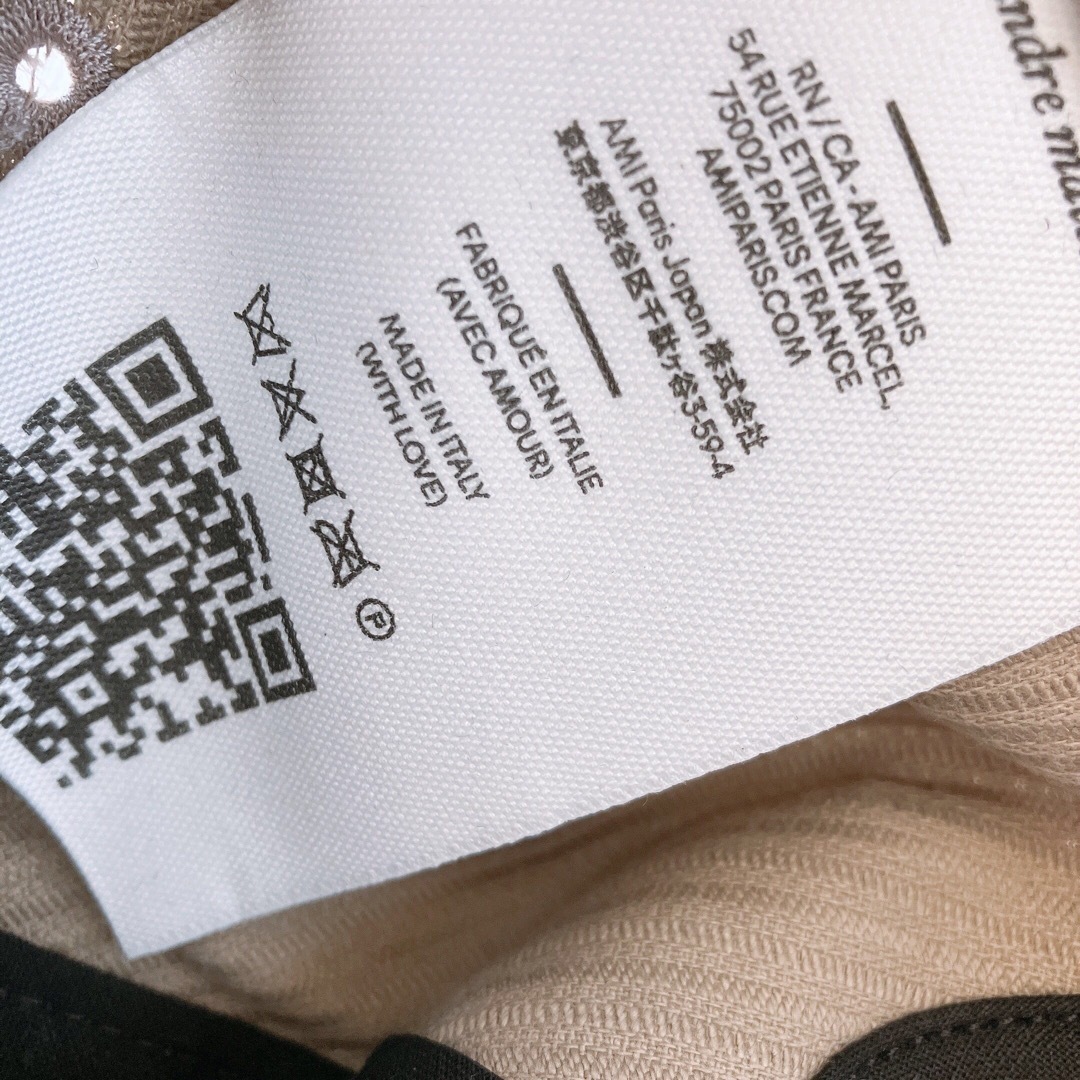 RN / CA - AMI PARIS
54 RUE ETIENNE MARCEL,
75002 PARIS FRANCE
AMIPARIS.COM
AMI Paris Japan 株式会社
東京都渋谷区千駄ヶ谷3-59-4
FABRIQUÉ EN ITALIE
(AVEC AMOUR)
MADE IN ITALY
(WITH LOVE)
P